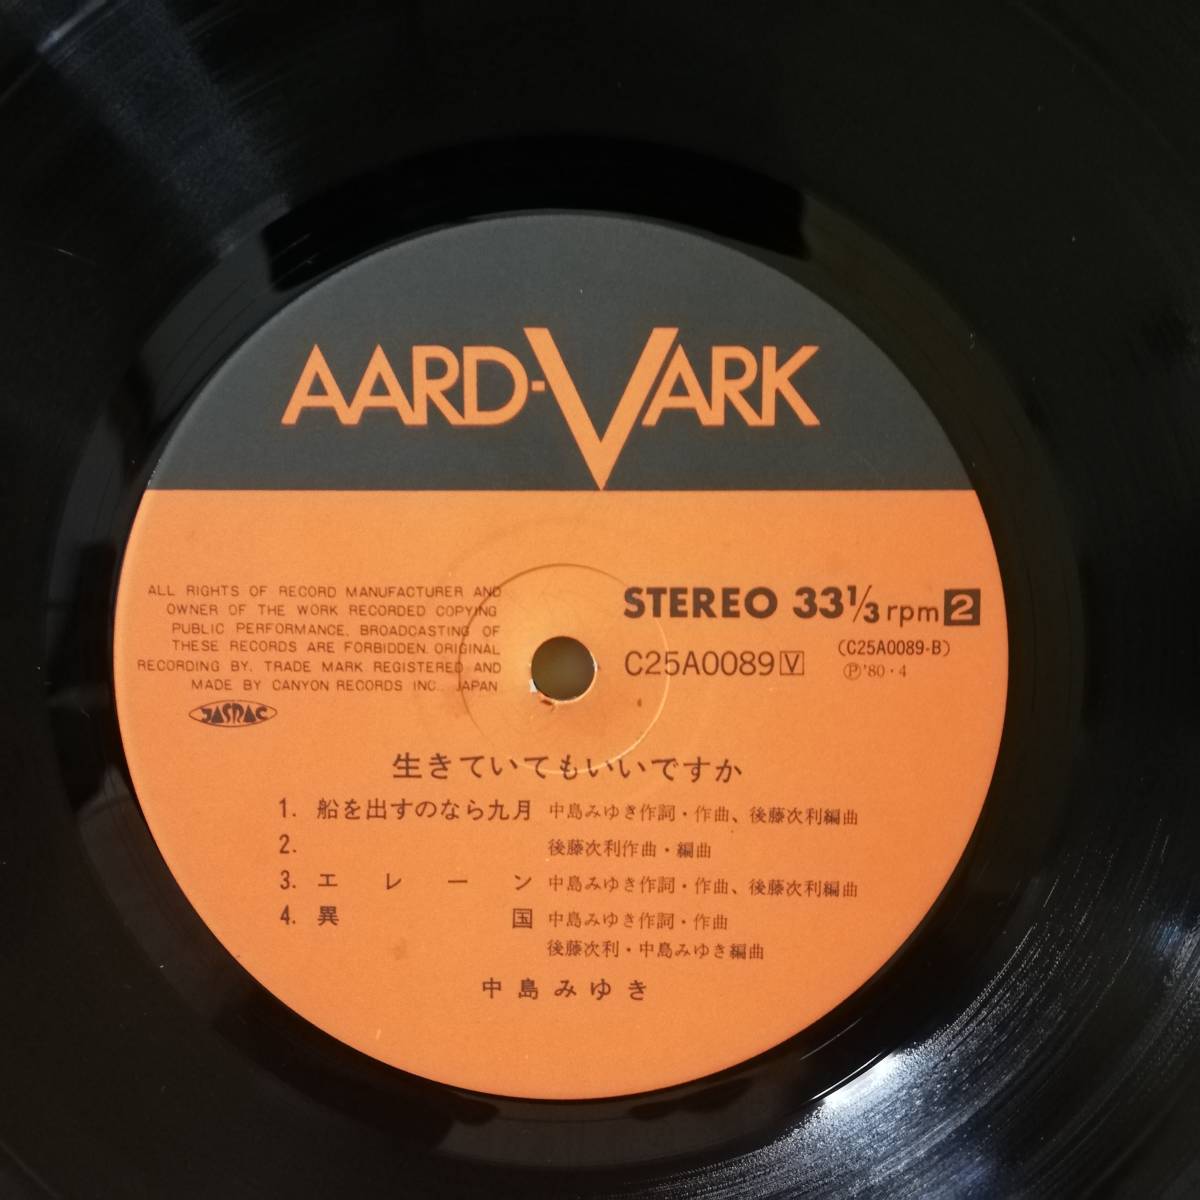 AARD-VARK
ALL RIGHTS OF RECORD MANUFACTURER AND
OWNER OF THE WORK RECORDED COPYING
PUBLIC PERFORMANCE, BROADCASTING OF
THESE RECORDS ARE FORBIDDEN. ORIGINAL
RECORDING BY, TRADE MARK REGISTERED AND
MADE BY CANYON RECORDS INC., JAPAN
JASRAC
STEREO 33⅓ rpm 2
C25A0089 V (C25A0089-B)
Ⓟ'80・4
生きていてもいいですか
1. 船を出すのなら九月 中島みゆき作詞・作曲、後藤次利編曲
2. 後藤次利作曲・編曲
3. エレーン 中島みゆき作詞・作曲、後藤次利編曲
4. 異国 中島みゆき作詞・作曲
後藤次利・中島みゆき編曲
中島みゆき